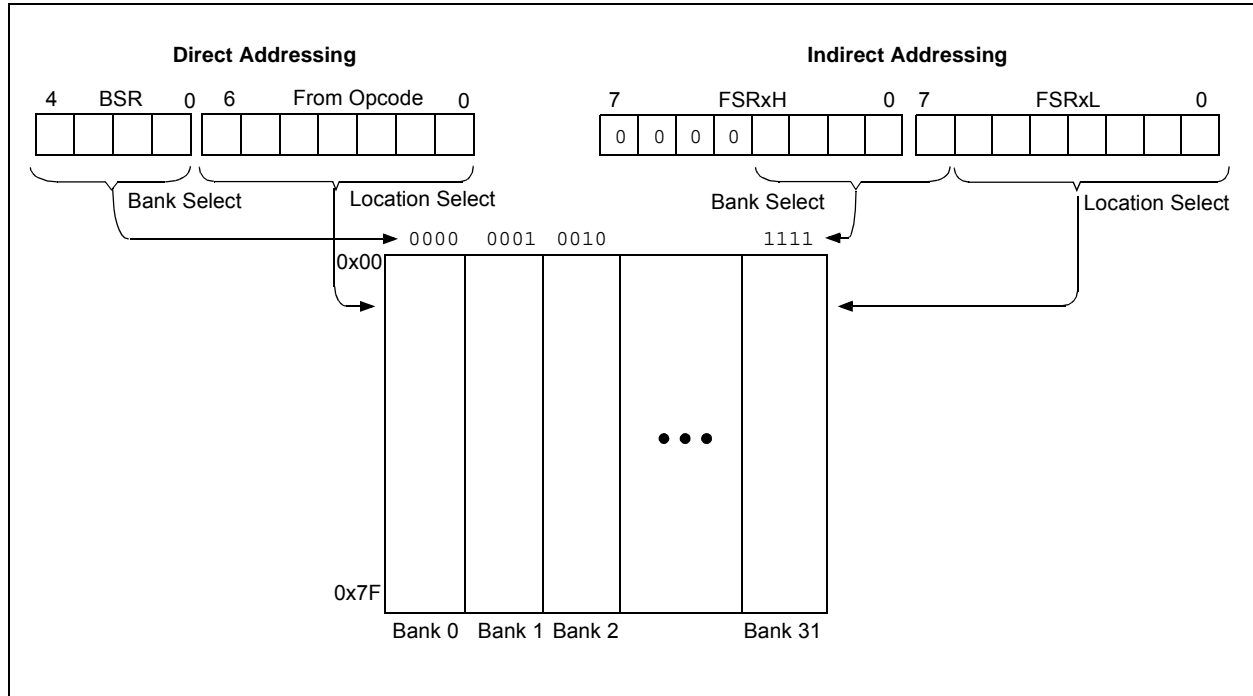 Direct Addressing
Indirect Addressing
4 BSR 0 6 From Opcode 0
7 FSRxH 0 7 FSRxL 0
0 0 0 0
Bank Select
Location Select
Bank Select
Location Select
0000 0001 0010 1111
0x00
0x7F
Bank 0 Bank 1 Bank 2 Bank 31